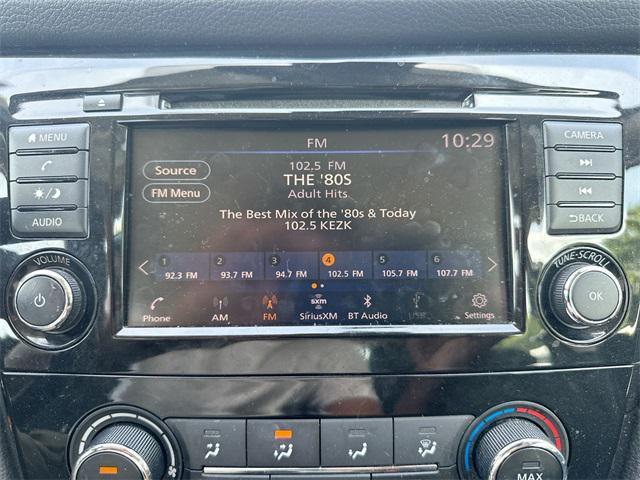 MENU
AUDIO
VOLUME
FM
10:29
Source
FM Menu
102.5 FM
THE '80S
Adult Hits
The Best Mix of the '80s & Today
102.5 KEZK
1 2 3 4 5 6
92.3 FM 93.7 FM 94.7 FM 102.5 FM 105.7 FM 107.7 FM
sxm
Phone AM FM SiriusXM BT Audio USB Settings
CAMERA
BACK
TUNE·SCROLL
sxm
OK
MAX